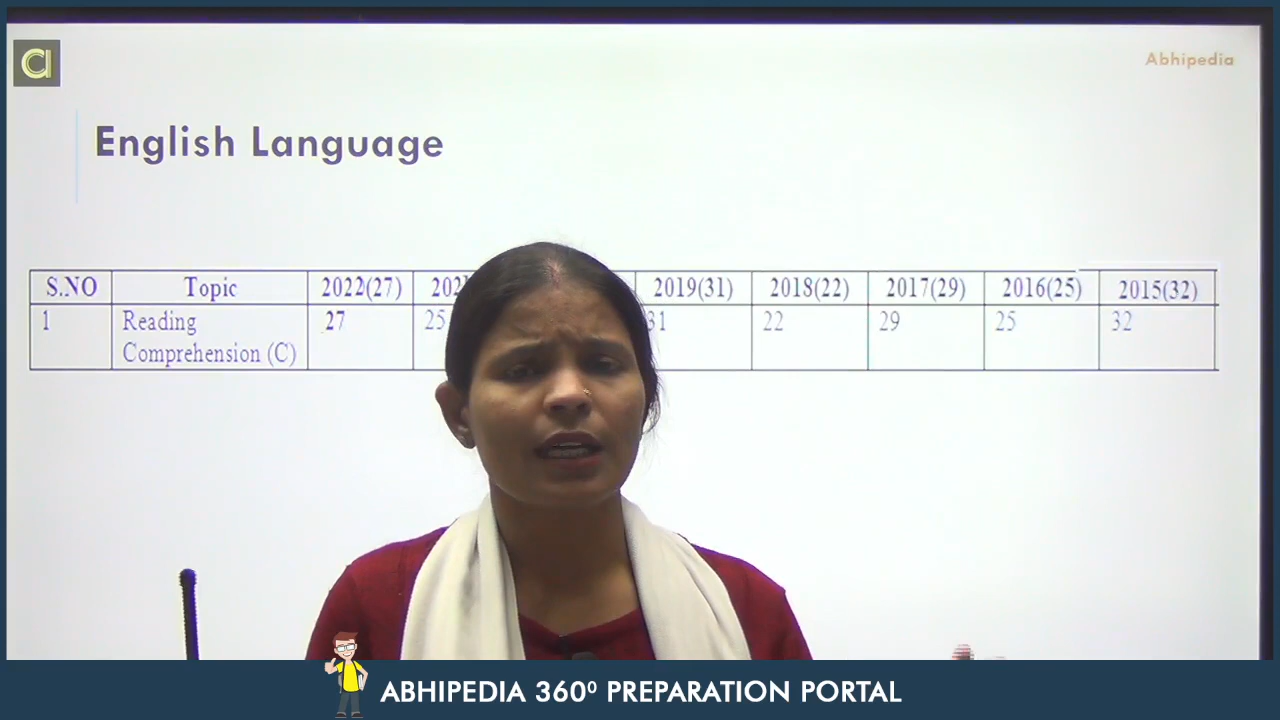 Abhipedia
English Language
S.NO Topic 2022(27) 2019(31) 2018(22) 2017(29) 2016(25) 2015(32)
1 Reading 27 25 31 22 29 25 32
Comprehension (C)
ABHIPEDIA 360⁰ PREPARATION PORTAL